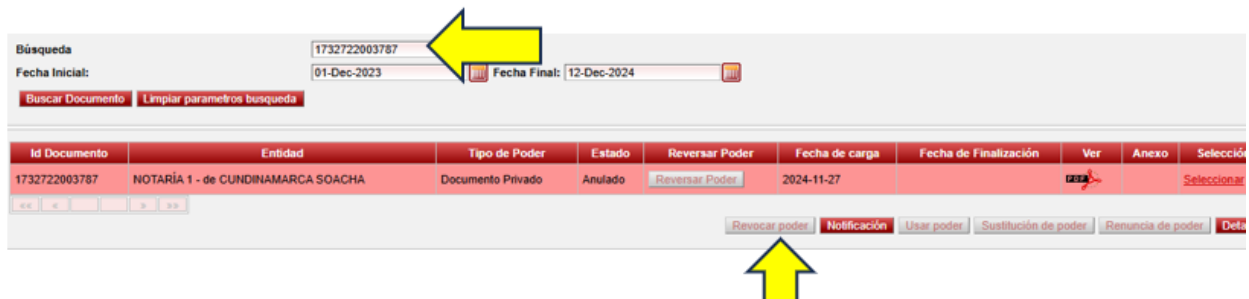 Búsqueda 1732722003787
Fecha Inicial: 01-Dec-2023 Fecha Final: 12-Dec-2024
Buscar Documento Limpiar parametros busqueda
Id Documento Entidad Tipo de Poder Estado Reversar Poder Fecha de carga Fecha de Finalización Ver Anexo Selección
1732722003787 NOTARÍA 1 - de CUNDINAMARCA SOACHA Documento Privado Anulado Reversar Poder 2024-11-27 PDF Seleccionar
<< < > >>
Revocar poder Notificación Usar poder Sustitución de poder Renuncia de poder Deta